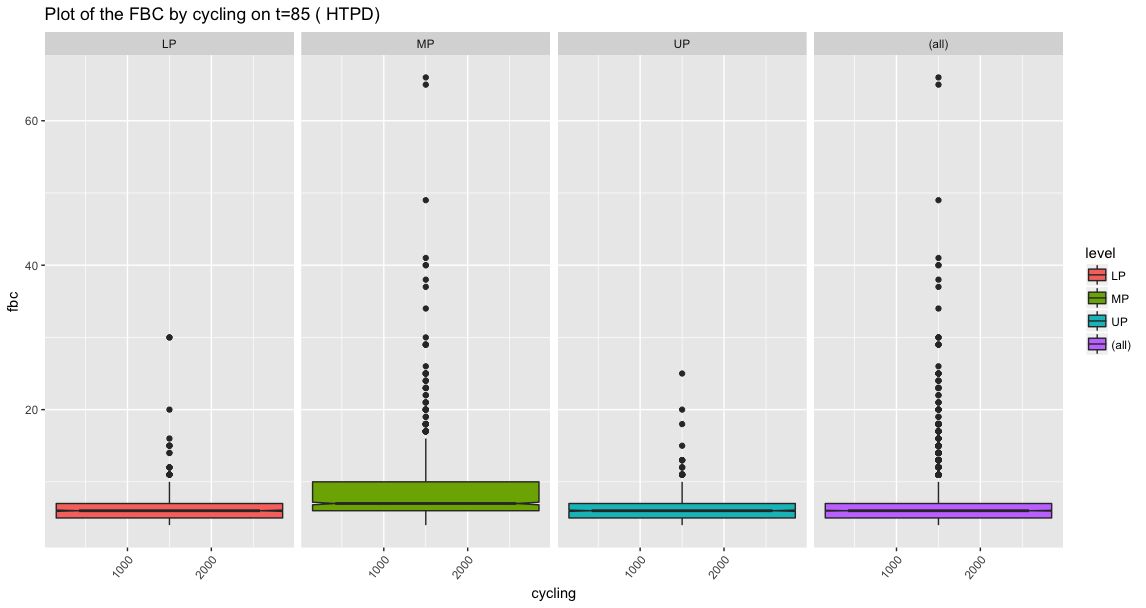 Plot of the FBC by cycling on t=85 ( HTPD)
LP
MP
UP
(all)
60
40
20
fbc
1000
2000
1000
2000
1000
2000
1000
2000
cycling
level
LP
MP
UP
(all)